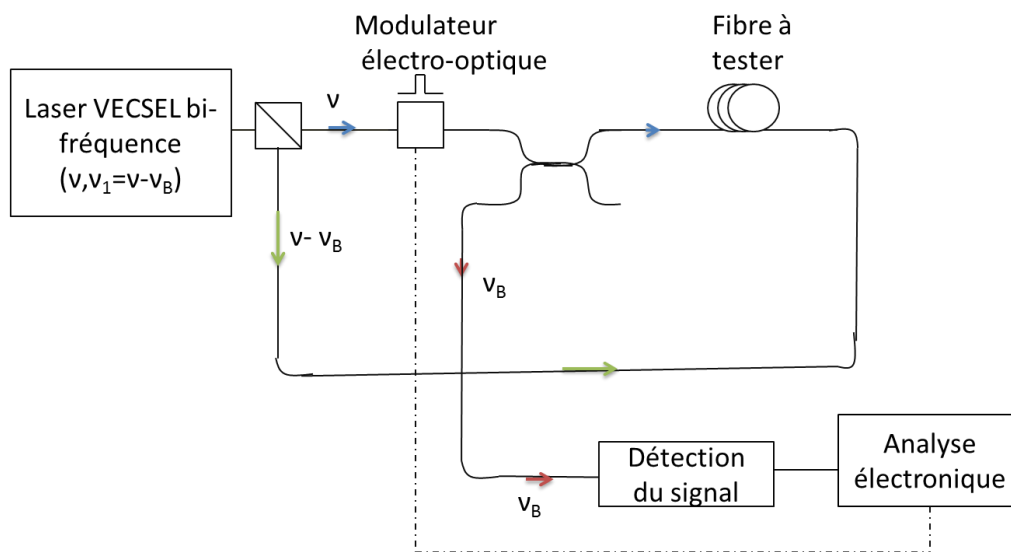 Modulateur
électro-optique
Fibre à
tester
Laser VECSEL bi-
fréquence
(ν,ν₁=ν-νB)
ν
ν- νB
νB
Détection
du signal
Analyse
électronique
νB